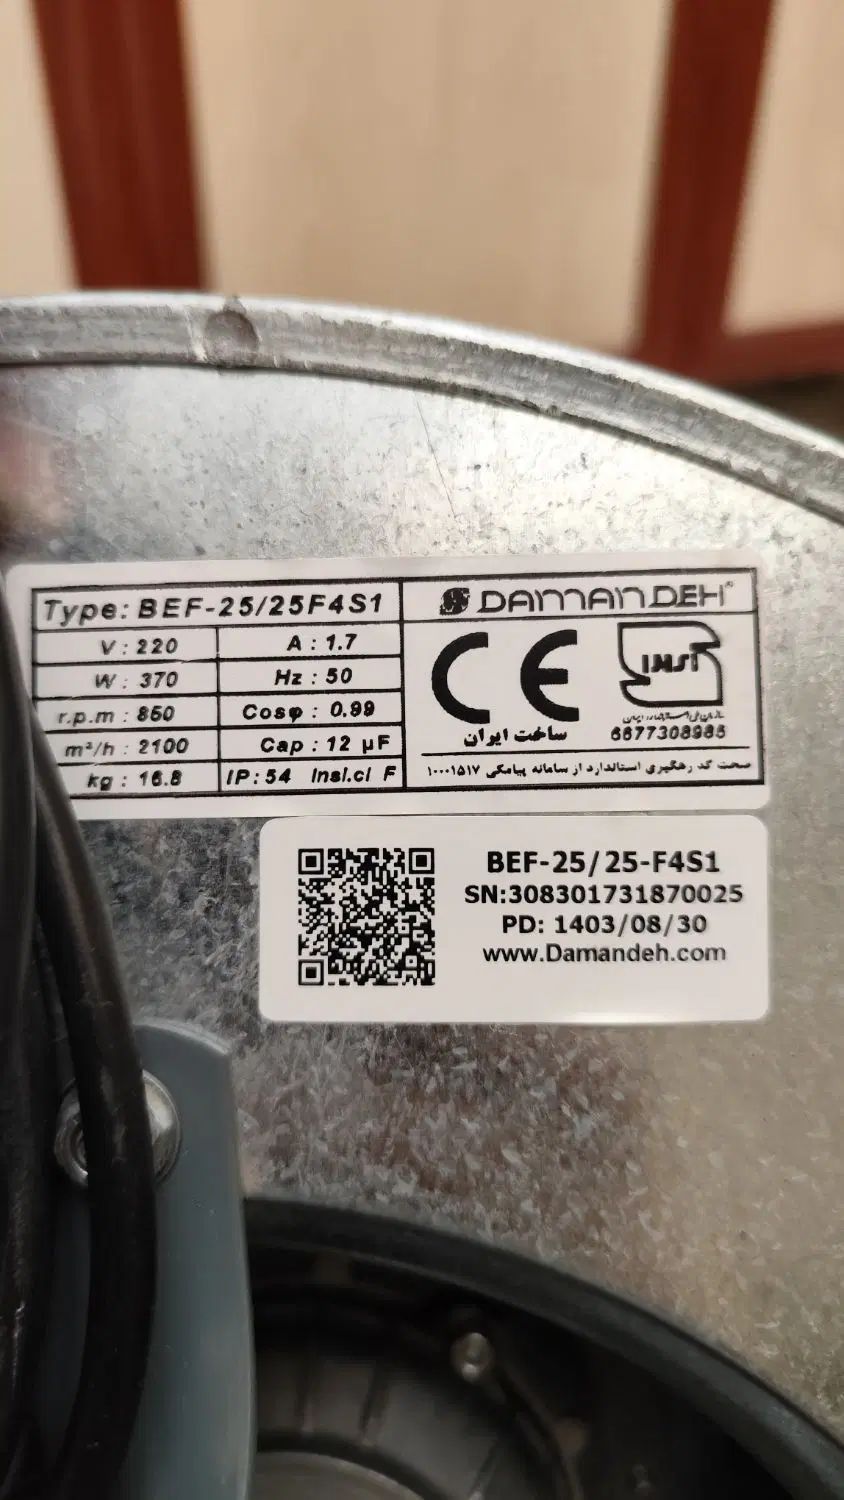 Type: BEF-25/25F4S1
V : 220
A : 1.7
W : 370
Hz : 50
r.p.m : 850
Cosφ : 0.99
m³/h : 2100
Cap : 12 µF
kg : 16.8
IP: 54 Insl.cl F
DAMANDEH
CE
INSI
ساخت ایران
6677308985
صحت کد رهگیری استاندارد از سامانه پیامکی ۱۰۰۰۱۵۱۷
BEF-25/25-F4S1
SN:308301731870025
PD: 1403/08/30
www.Damandeh.com